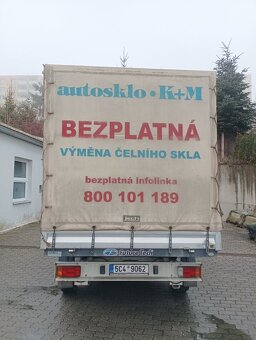 autosklo • K+M
BEZPLATNÁ
VÝMĚNA ČELNÍHO SKLA
bezplatná infolinka
800 101 189
5C4 9062